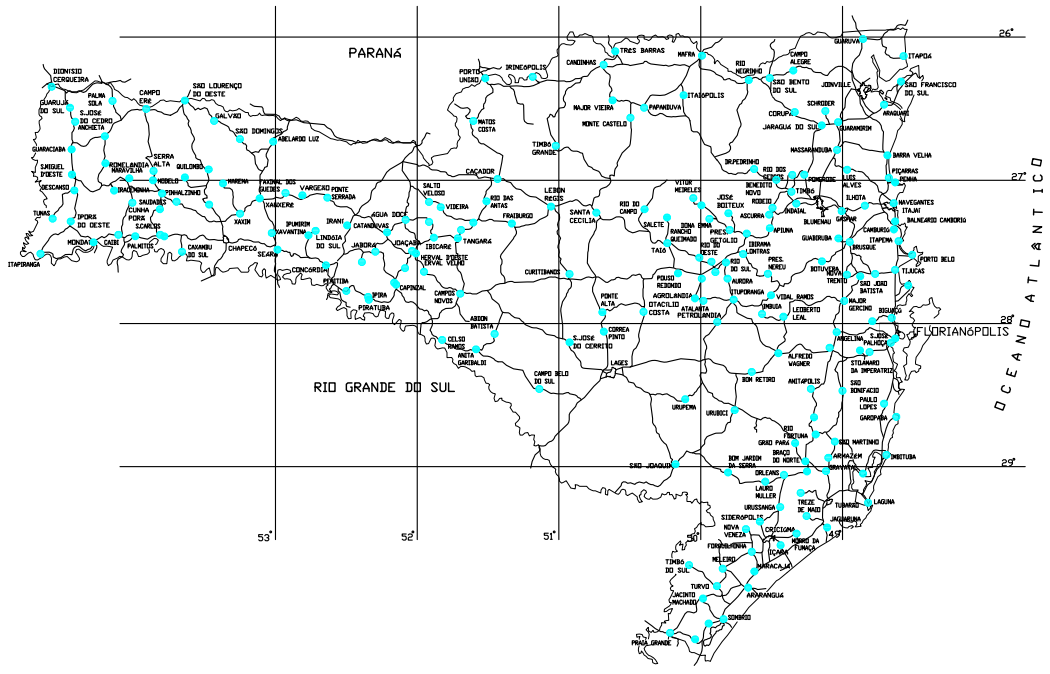 26°
PARANá
GUARUVA
TRêS BARRAS
MAFRA
CANOINHAS
CAMPO
ALEGRE
ITAPOá
RIO
NEGRINHO
DIONISIO
CERQUEIRA
PORTO
UNIãO
IRINEóPOLIS
SãO BENTO
DO SUL
JOINVILLE
SãO FRANCISCO
DO SUL
SãO LOURENÇO
DO OESTE
PALMA
SOLA
CAMPO
ERê
GUARUJá
DO SUL
ITAIóPOLIS
MAJOR VIEIRA
PAPANDUVA
SCHRODER
ARAQUARI
CORUPá
S.JOSé
DO CEDRO
GALVãO
MATOS
COSTA
MONTE CASTELO
JARAGUA DO SUL
GUARAMIRIM
ANCHIETA
SãO DOMINGOS
ABELARDO LUZ
GUARACIABA
TIMBó
GRANDE
MASSARANDUBA
BARRA VELHA
ROMELANDIA
SERRA
ALTA
DR.PEDRINHO
S.MIGUEL
D'OESTE
MARAVILHA
QUILOMBO
RIO DOS
CEDROS
LUIS
ALVES
PIçARRAS
27°
MODELO
MAREMA
CAçADOR
BENEDITO
NOVO
POMERODE
PENHA
DESCANSO
IRACEMINHA
PINHALZINHO
FAXINAL DOS
GUEDES
VARGEãO
PONTE
SERRADA
SALTO
VELOSO
LEBON
REGIS
VITOR
MEIRELES
TIMBó
SAUDADES
XANXERê
VIDEIRA
RIO DAS
ANTAS
RODEIO
INDAIAL
ILHOTA
NAVEGANTES
TUNAS
CUNHA
PORã
XAXIM
FRAIBURGO
SANTA
CECILIA
RIO DO
CAMPO
JOSé
BOITEUX
ASCURRA
BLUMENAU
GASPAR
ITAJAí
IPORã
DO OESTE
S.CARLOS
IPUMIRIM
IRANI
CATANDUVAS
AGUA DOCE
SALETE
DONA EMMA
APIUNA
BALNEARIO CAMBORIú
CAMBORIú
MONDAí
CAIBI
PALMITOS
CAXAMBU
DO SUL
CHAPECó
XAVANTINA
LINDóIA
DO SUL
JABORá
JOAçABA
IBICARE
TANGARá
RANCHO
QUEIMADO
PRES.
GETúLIO
IBIRAMA
GUABIRUBA
BRUSQUE
ITAPEMA
SEARA
TAIó
LONTRAS
PORTO BELO
ITAPIRANGA
CONCóRDIA
HERVAL D'OESTE
ERVAL VELHO
CURITIBANOS
POUSO
REDONDO
RIO DO
OESTE
RIO
DO SUL
PRES.
NEREU
BOTUVERá
NOVA
TRENTO
SãO JOãO
BATISTA
TIJUCAS
PIRATUBA
IPIRA
CAPINZAL
CAMPOS
NOVOS
AURORA
AGROLANDIA
ITUPORANGA
PONTE
ALTA
OTACILIO
COSTA
ATALANTA
PETROLANDIA
IMBUIA
VIDAL RAMOS
LEOBERTO
LEAL
MAJOR
GERCINO
BIGUAçú
28°
ABDON
BATISTA
FLORIANóPOLIS
CELSO
RAMOS
ANITA
GARIBALDI
S.JOSé
DO CERRITO
CORREA
PINTO
ANGELINA
S.JOSé
PALHOçA
ALFREDO
WAGNER
STO.AMARO
DA IMPERATRIZ
LAGES
CAMPO BELO
DO SUL
BOM RETIRO
ANITáPOLIS
SãO
BONIFáCIO
RIO GRANDE DO SUL
PAULO
LOPES
GAROPABA
URUPEMA
URUBICI
OCEANO ATLÂNTICO
RIO
FORTUNA
GRãO PARá
BRAçO
DO NORTE
SãO MARTINHO
ARMAZéM
IMBITUBA
SãO JOAQUIM
BOM JARDIM
DA SERRA
ORLEANS
GRAVATAL
29°
LAURO
MULLER
TREZE
DE MAIO
TUBARãO
LAGUNA
URUSSANGA
SIDERóPOLIS
JAGUARUNA
NOVA
VENEZA
CRICIúMA
MORRO DA
FUMAçA
53°
52°
51°
50°
49°
FORQUILHINHA
IçARA
TIMBé
DO SUL
MELEIRO
MARACAJá
TURVO
JACINTO
MACHADO
ARARANGUá
SOMBRIO
PRAIA GRANDE